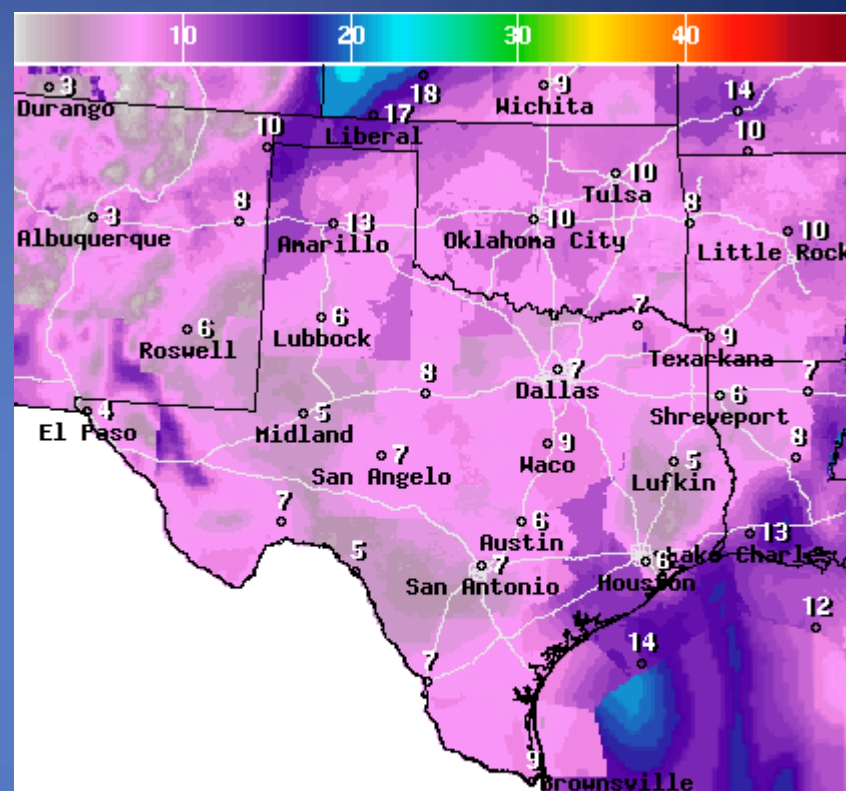 10 20 30 40
3 18 9 14
Durango Wichita
17
Liberal
10 10
10
Tulsa
3 8 13 10 8 10
Albuquerque Amarillo Oklahoma City Little Rock
6 6 7
Roswell Lubbock
9
Texarkana
7
Dallas
8 6 7
Shreveport
4 5
El Paso Midland
9
Waco
7 5 8
San Angelo Lufkin
7 6
Austin
13
Lake Charles
5 7 6
San Antonio Houston
12
14
7
9
Brownsville